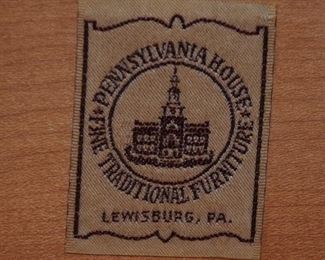 ★ PENNSYLVANIA HOUSE ★
FINE TRADITIONAL FURNITURE
LEWISBURG, PA.